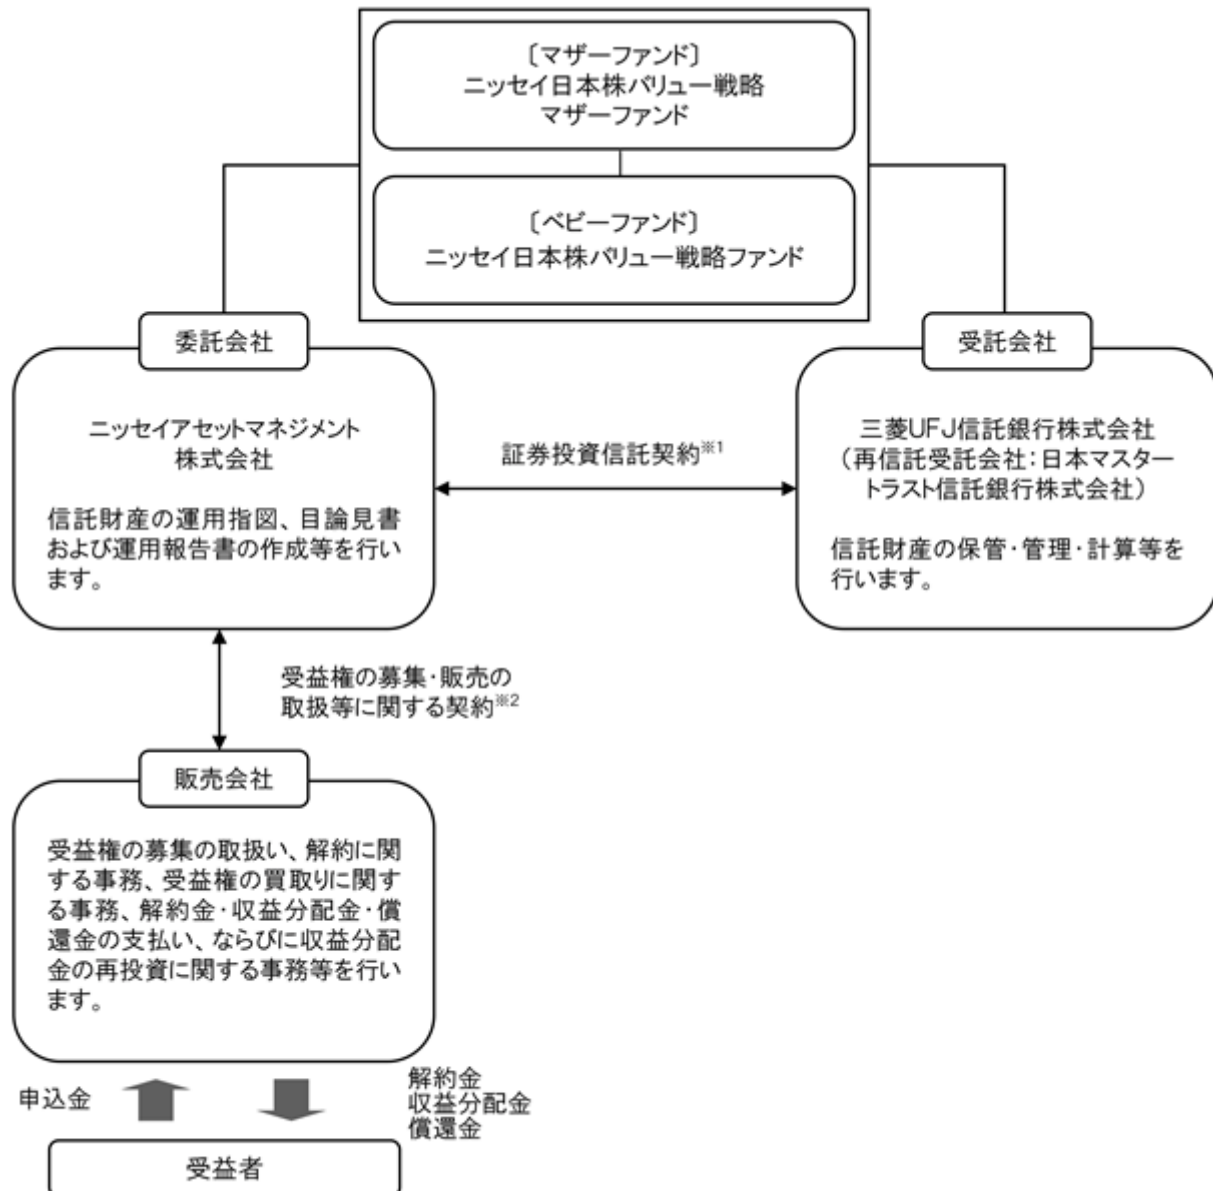 〔マザーファンド〕
ニッセイ日本株バリュー戦略
マザーファンド
〔ベビーファンド〕
ニッセイ日本株バリュー戦略ファンド
委託会社
ニッセイアセットマネジメント
株式会社
信託財産の運用指図、目論見書
および運用報告書の作成等を行い
ます。
証券投資信託契約※1
受託会社
三菱UFJ信託銀行株式会社
（再信託受託会社：日本マスター
トラスト信託銀行株式会社）
信託財産の保管・管理・計算等を
行います。
受益権の募集・販売の
取扱等に関する契約※2
販売会社
受益権の募集の取扱い、解約に関
する事務、受益権の買取りに関す
る事務、解約金・収益分配金・償
還金の支払い、ならびに収益分配
金の再投資に関する事務等を行い
ます。
申込金
解約金
収益分配金
償還金
受益者